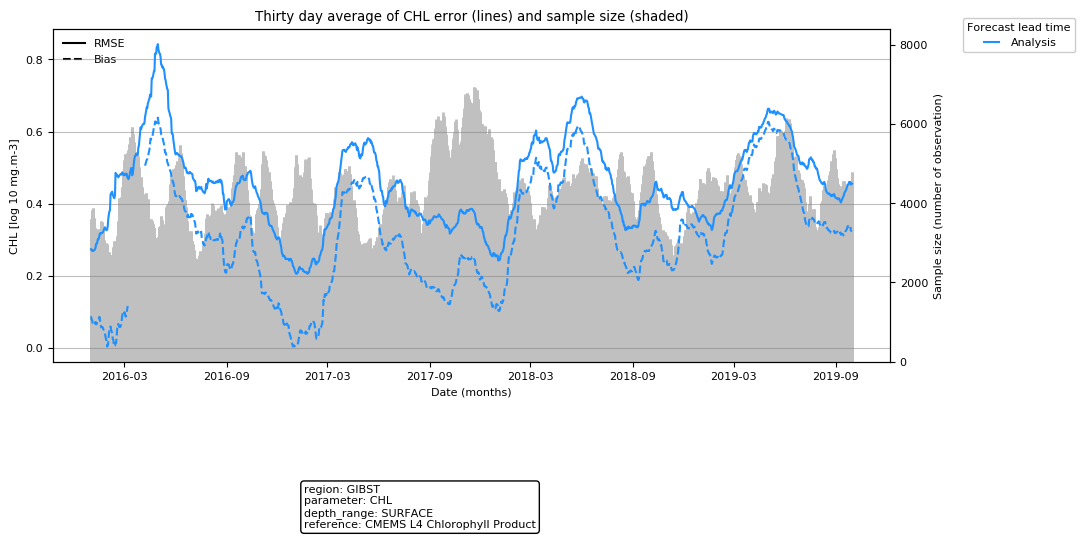 Thirty day average of CHL error (lines) and sample size (shaded)
RMSE
Bias
Forecast lead time
Analysis
CHL [log 10 mg.m-3]
0.8
0.6
0.4
0.2
0.0
Sample size (number of observation)
8000
6000
4000
2000
0
2016-03 2016-09 2017-03 2017-09 2018-03 2018-09 2019-03 2019-09
Date (months)
region: GIBST
parameter: CHL
depth_range: SURFACE
reference: CMEMS L4 Chlorophyll Product